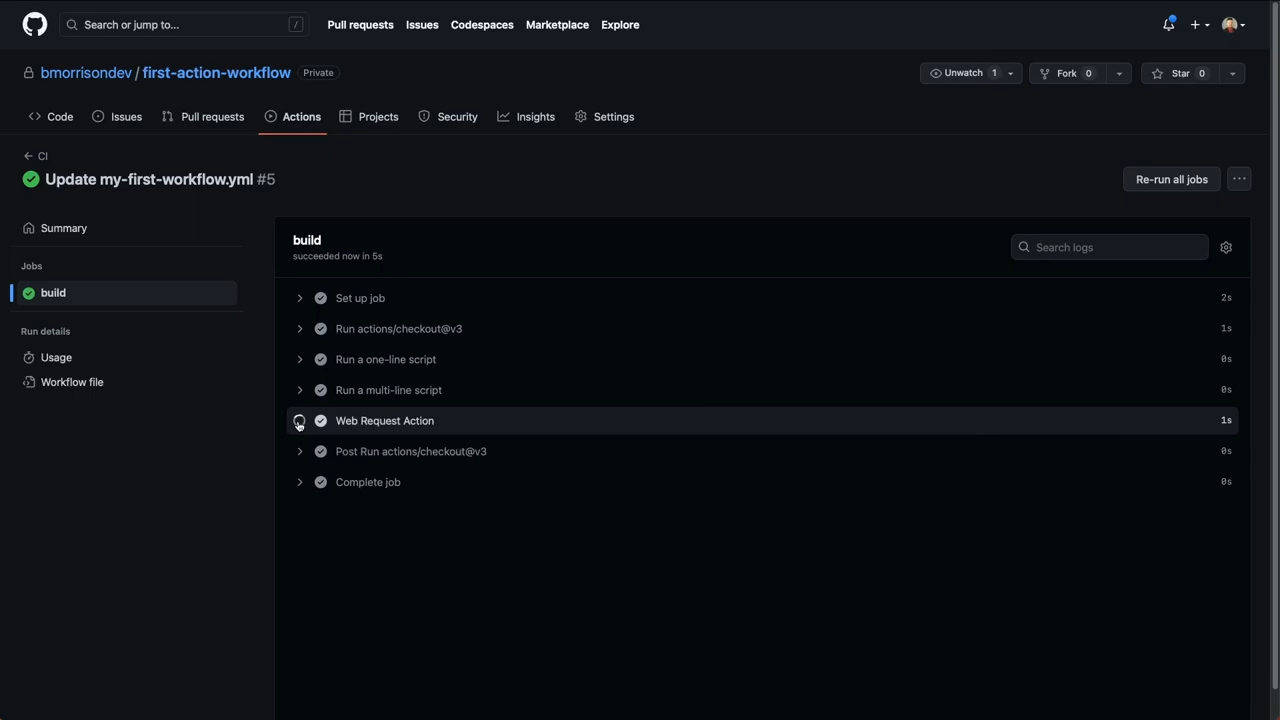 Search or jump to... /
Pull requests Issues Codespaces Marketplace Explore
bmorrisondev / first-action-workflow Private
Unwatch 1 Fork 0 Star 0
Code Issues Pull requests Actions Projects Security Insights Settings
CI
Update my-first-workflow.yml #5
Re-run all jobs ...
Summary
Jobs
build
Run details
Usage
Workflow file
build
succeeded now in 5s
Search logs
Set up job 2s
Run actions/checkout@v3 1s
Run a one-line script 0s
Run a multi-line script 0s
Web Request Action 1s
Post Run actions/checkout@v3 0s
Complete job 0s